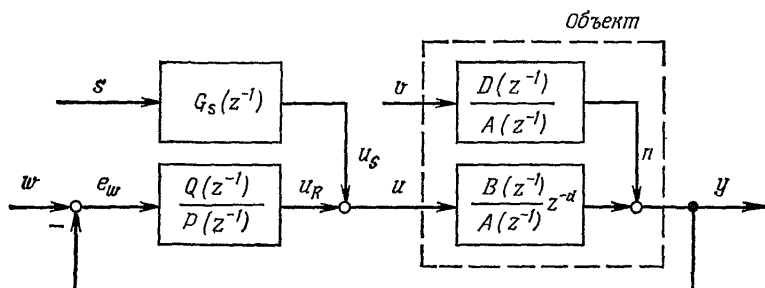 Объект
s
G_s(z^{-1})
v
D(z^{-1})
A(z^{-1})
u_s
n
w
e_w
Q(z^{-1})
P(z^{-1})
u_R
u
B(z^{-1})
A(z^{-1})
z^{-d}
y
−